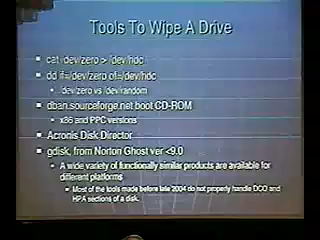 Tools To Wipe A Drive
cat /dev/zero > /dev/hdc
dd if=/dev/zero of=/dev/hdc
/dev/zero vs /dev/random
dban.sourceforge.net boot CD-ROM
x86 and PPC versions
Acronis Disk Director
gdisk, from Norton Ghost ver <9.0
A wide variety of functionally similar products are available for
different platforms
Most of the tools made before late 2004 do not properly handle DCO and
HPA sections of a disk.